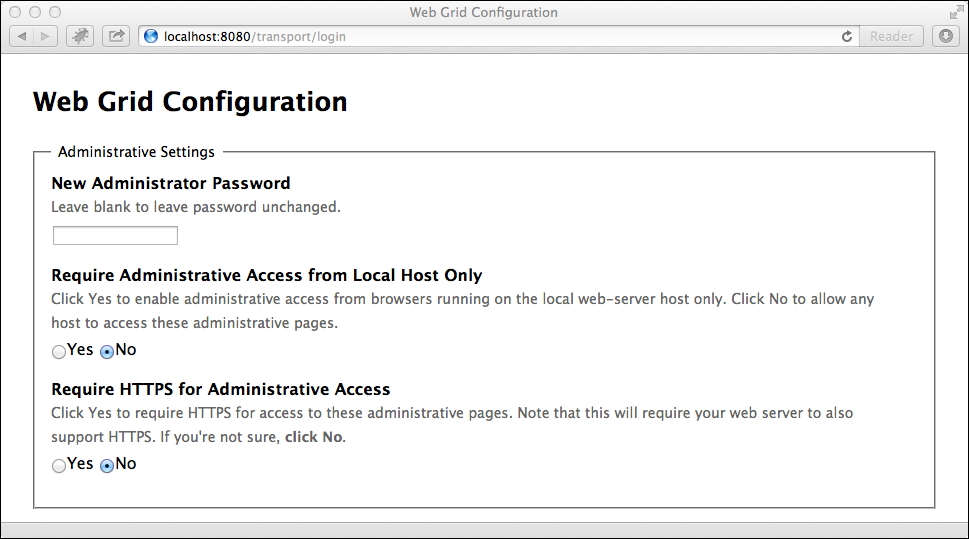 Web Grid Configuration
localhost:8080/transport/login
Reader
Web Grid Configuration
Administrative Settings
New Administrator Password
Leave blank to leave password unchanged.
Require Administrative Access from Local Host Only
Click Yes to enable administrative access from browsers running on the local web-server host only. Click No to allow any
host to access these administrative pages.
Yes No
Require HTTPS for Administrative Access
Click Yes to require HTTPS for access to these administrative pages. Note that this will require your web server to also
support HTTPS. If you're not sure, click No.
Yes No